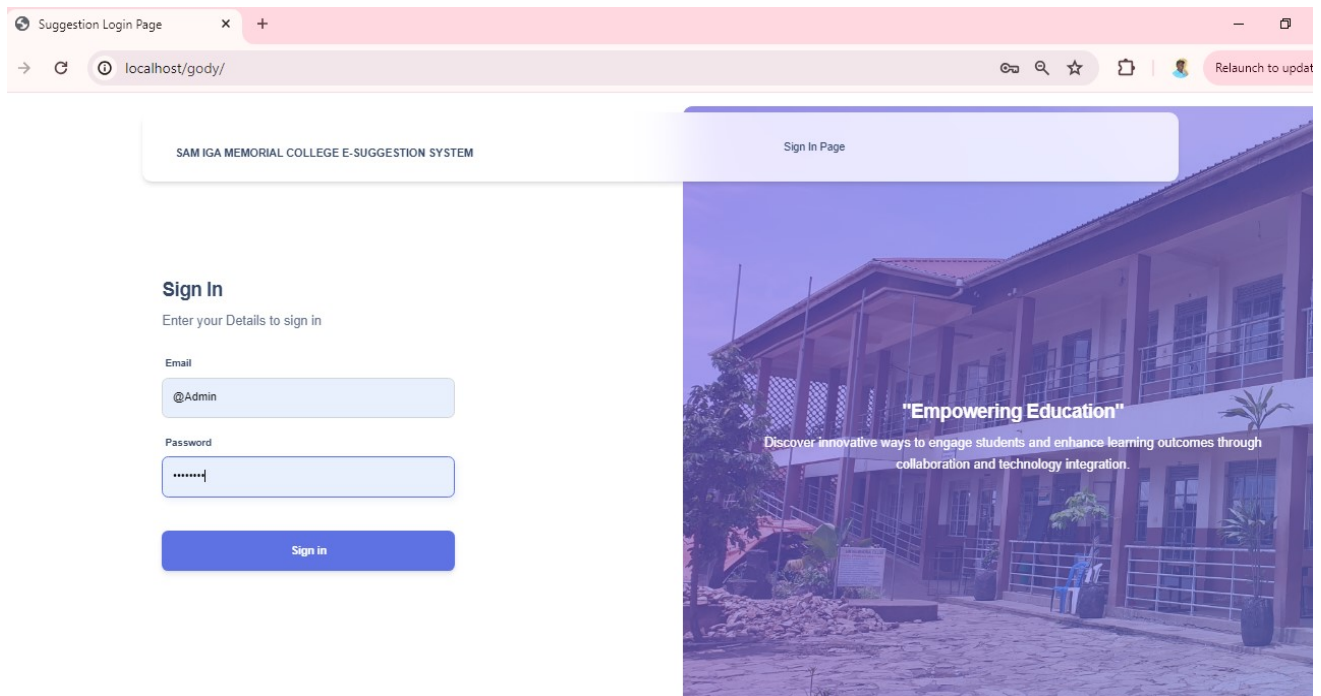 Suggestion Login Page
localhost/gody/
Relaunch to updat
SAM IGA MEMORIAL COLLEGE E-SUGGESTION SYSTEM
Sign In Page
Sign In
Enter your Details to sign in
Email
@Admin
Password
••••••••
Sign in
"Empowering Education"
Discover innovative ways to engage students and enhance learning outcomes through
collaboration and technology integration.